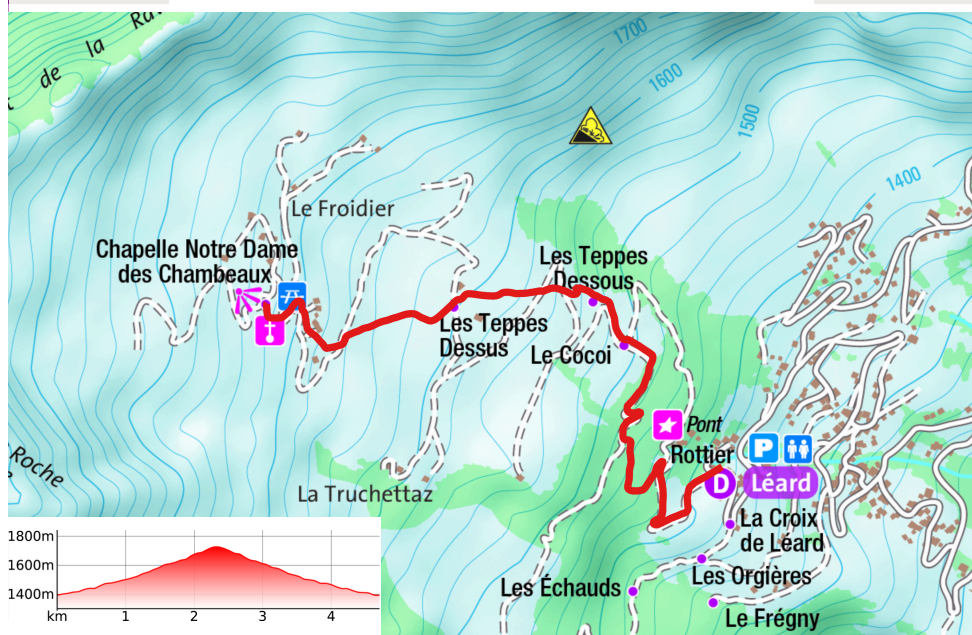 1700
1600
1500
1400
de la
Le Froidier
Chapelle Notre Dame
des Chambeaux
Les Teppes
Dessous
Les Teppes
Dessus
Le Cocoi
Pont
Rottier
P
D
Léard
La Croix
de Léard
Roche
La Truchettaz
Les Orgières
Les Échauds
Le Frégny
1800m
1600m
1400m
km 1 2 3 4